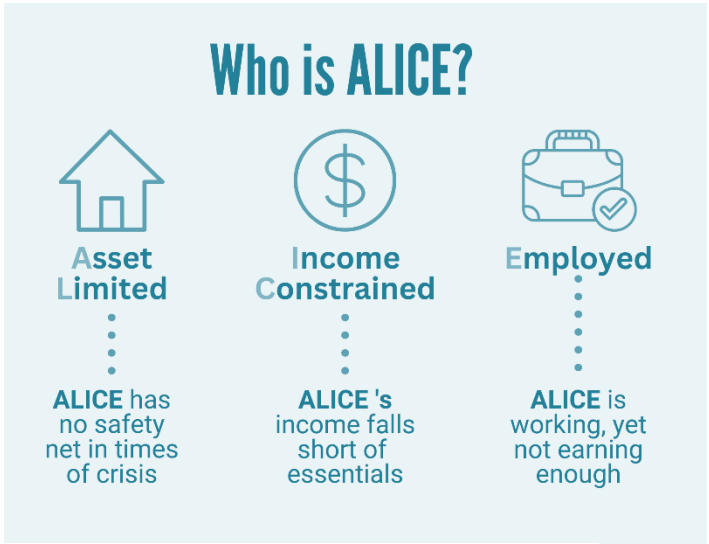 Who is ALICE?
Asset
Limited
ALICE has
no safety
net in times
of crisis
Income
Constrained
ALICE 's
income falls
short of
essentials
Employed
ALICE is
working, yet
not earning
enough